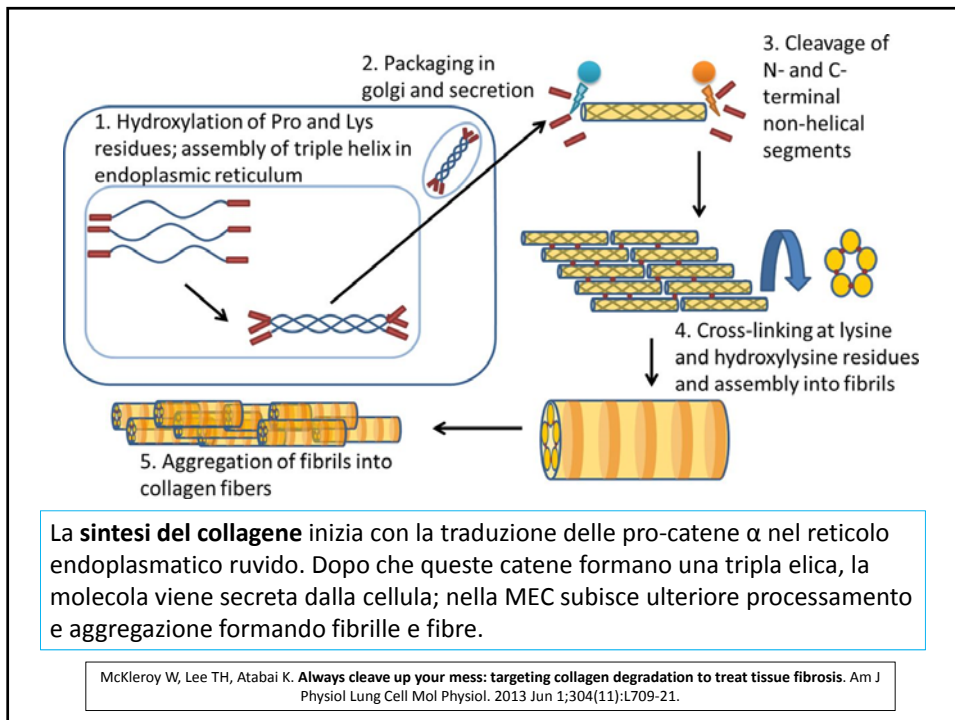 1. Hydroxylation of Pro and Lys
residues; assembly of triple helix in
endoplasmic reticulum
2. Packaging in
golgi and secretion
3. Cleavage of
N- and C-
terminal
non-helical
segments
4. Cross-linking at lysine
and hydroxylysine residues
and assembly into fibrils
5. Aggregation of fibrils into
collagen fibers
La sintesi del collagene inizia con la traduzione delle pro-catene α nel reticolo
endoplasmatico ruvido. Dopo che queste catene formano una tripla elica, la
molecola viene secreta dalla cellula; nella MEC subisce ulteriore processamento
e aggregazione formando fibrille e fibre.
McKleroy W, Lee TH, Atabai K. Always cleave up your mess: targeting collagen degradation to treat tissue fibrosis. Am J
Physiol Lung Cell Mol Physiol. 2013 Jun 1;304(11):L709-21.